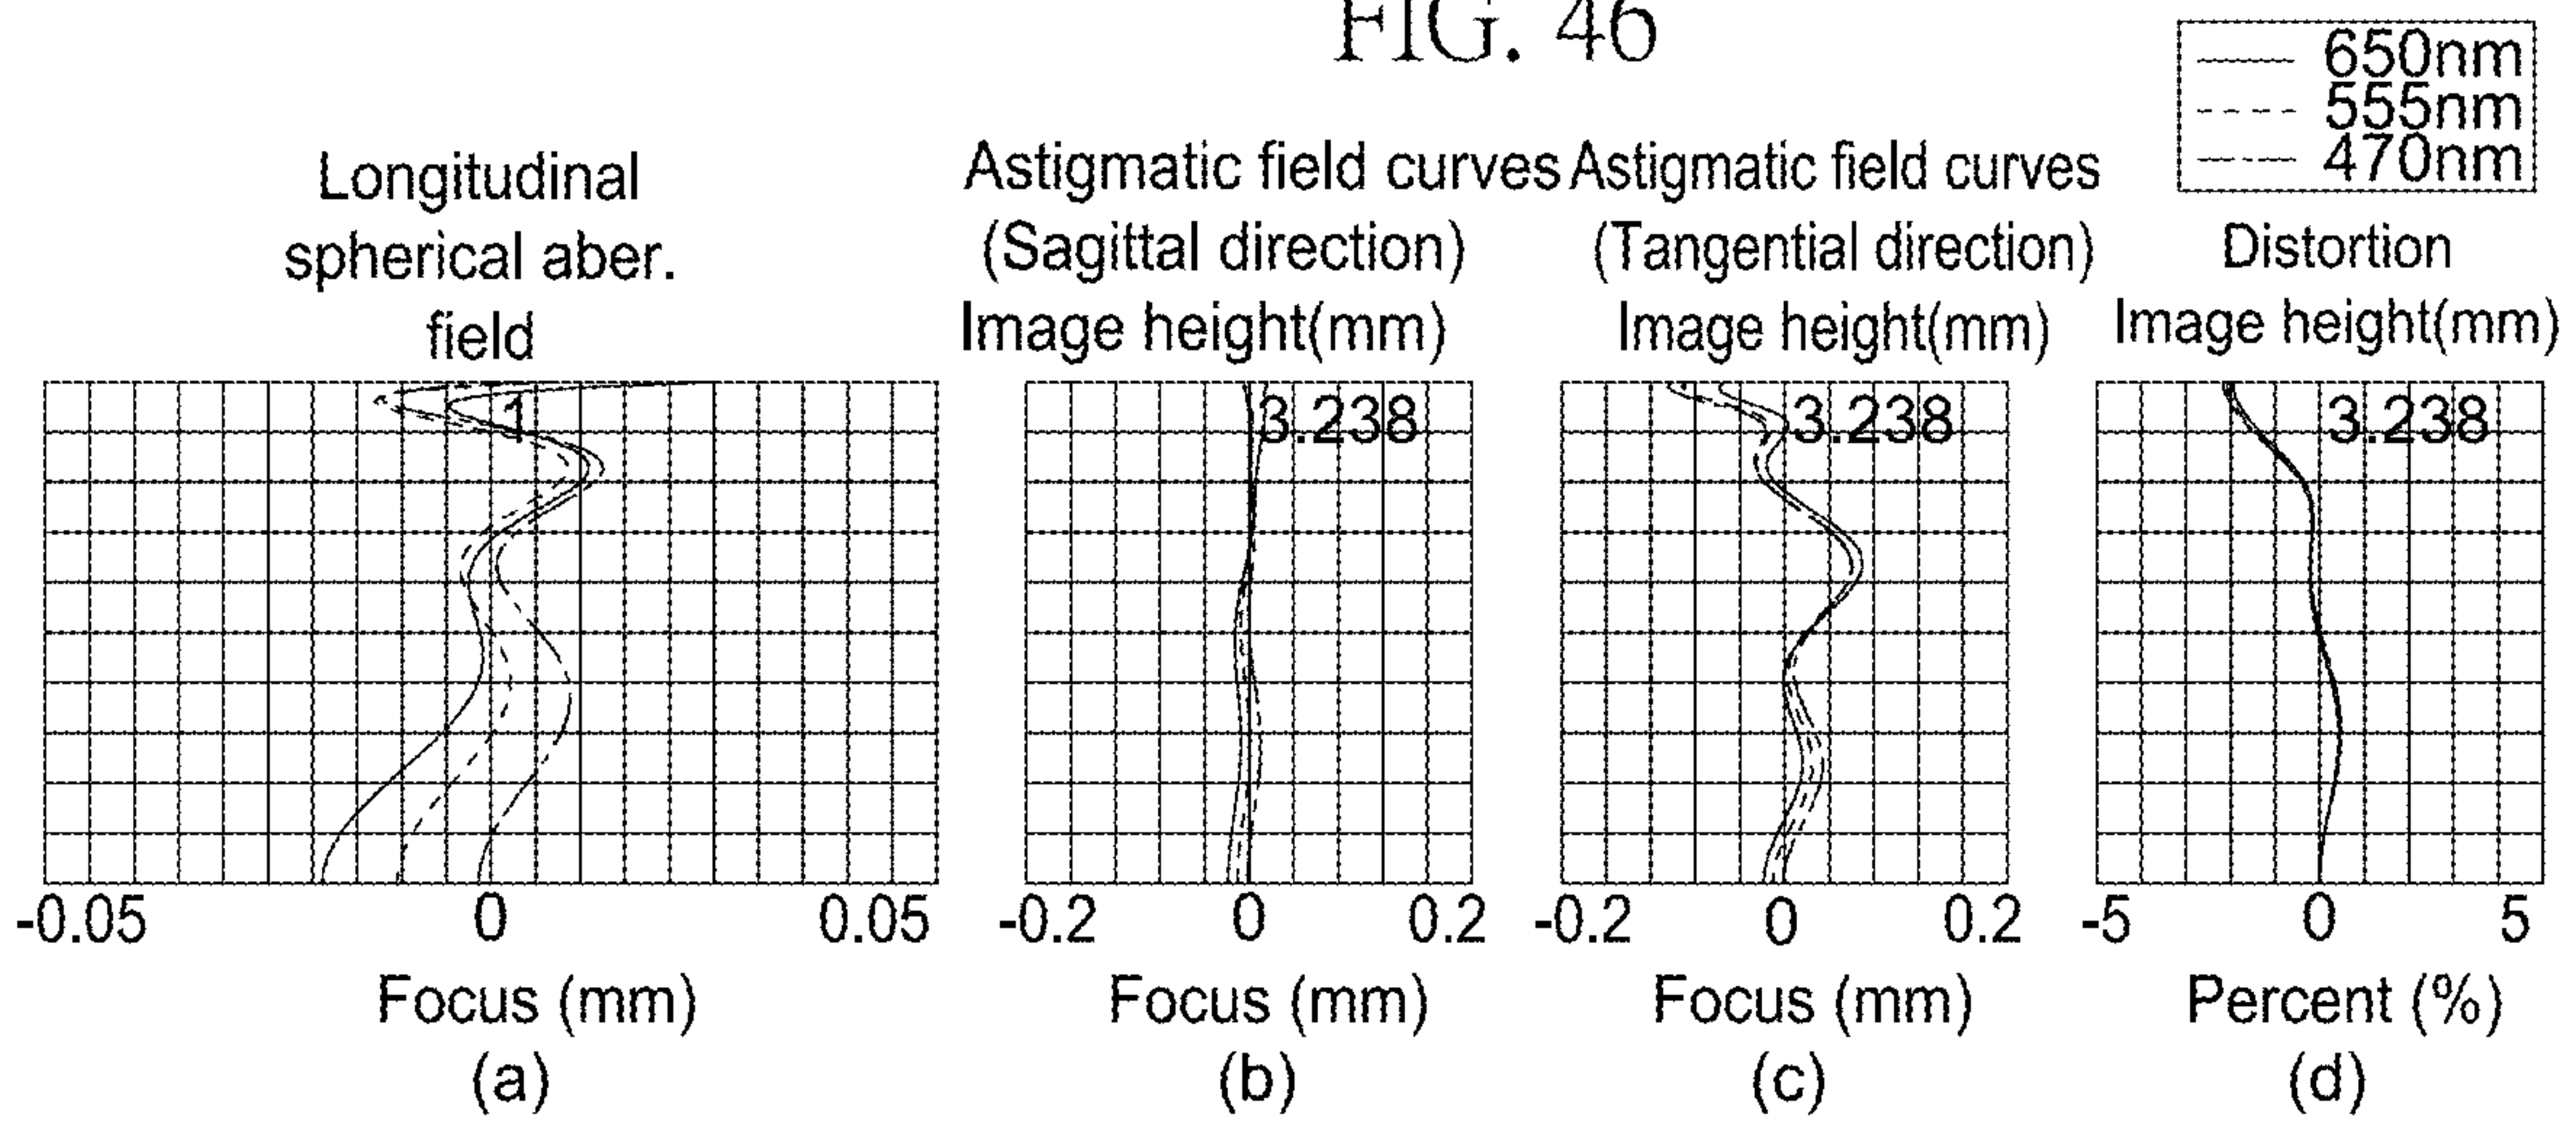 FIG. 46
650nm
555nm
470nm
Longitudinal
spherical aber.
field
1
-0.05 0 0.05
Focus (mm)
(a)
Astigmatic field curves
(Sagittal direction)
Image height(mm)
3.238
-0.2 0 0.2
Focus (mm)
(b)
Astigmatic field curves
(Tangential direction)
Image height(mm)
3.238
-0.2 0 0.2
Focus (mm)
(c)
Distortion
Image height(mm)
3.238
-5 0 5
Percent (%)
(d)